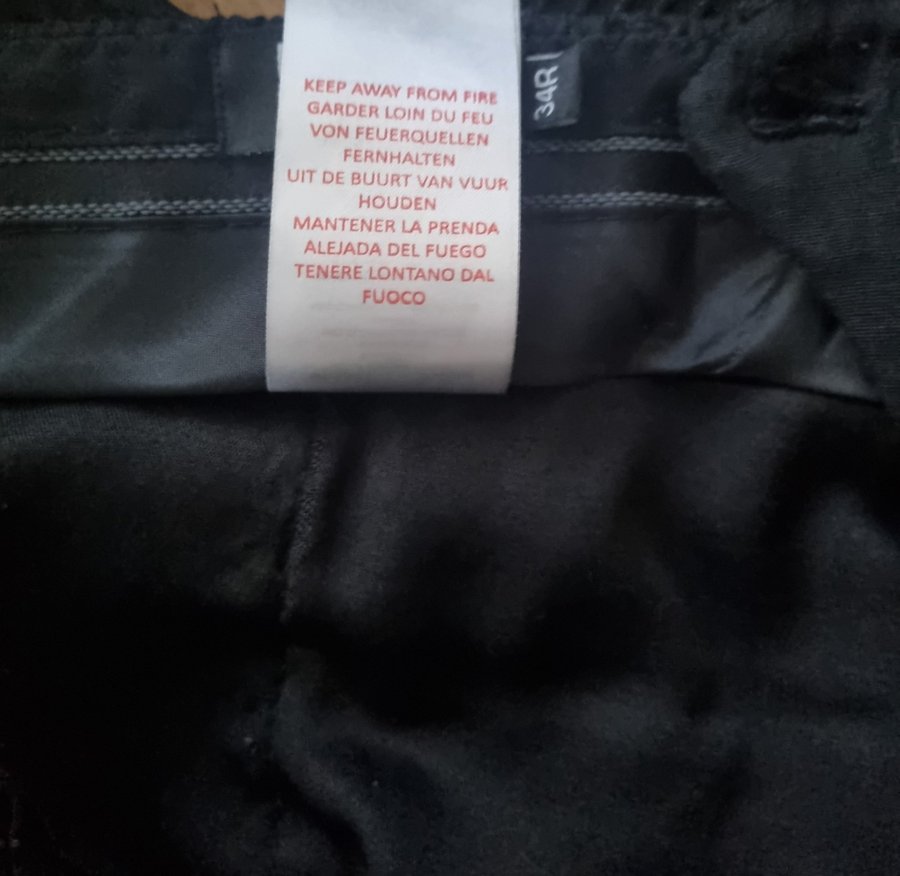 KEEP AWAY FROM FIRE
GARDER LOIN DU FEU
VON FEUERQUELLEN
FERNHALTEN
UIT DE BUURT VAN VUUR
HOUDEN
MANTENER LA PRENDA
ALEJADA DEL FUEGO
TENERE LONTANO DAL
FUOCO
34R